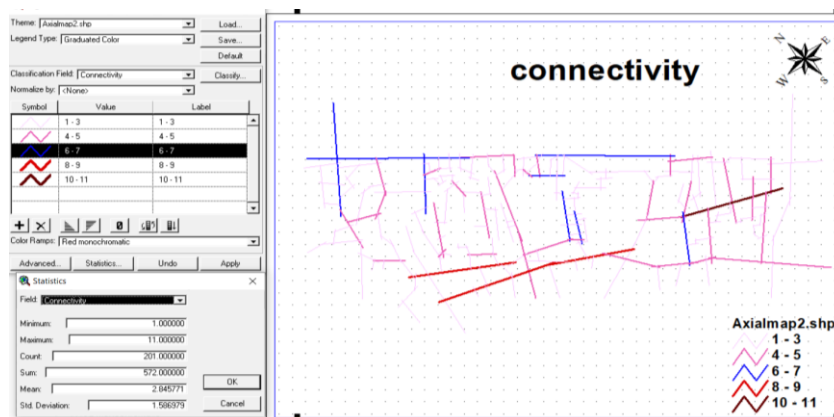 Theme: Axialmap2.shp Load...
Legend Type: Graduated Color Save...
Default
Classification Field: Connectivity Classify...
Normalize by: <None>
Symbol Value Label
1 - 3 1 - 3
4 - 5 4 - 5
6 - 7 6 - 7
8 - 9 8 - 9
10 - 11 10 - 11
Color Ramps: Red monochromatic
Advanced... Statistics... Undo Apply
Statistics
Field: Connectivity
Minimum: 1.000000
Maximum: 11.000000
Count: 201.000000
Sum: 572.000000
Mean: 2.845771
Std. Deviation: 1.586979
OK
Cancel
connectivity
N
E
W
S
Axialmap2.shp
1 - 3
4 - 5
6 - 7
8 - 9
10 - 11